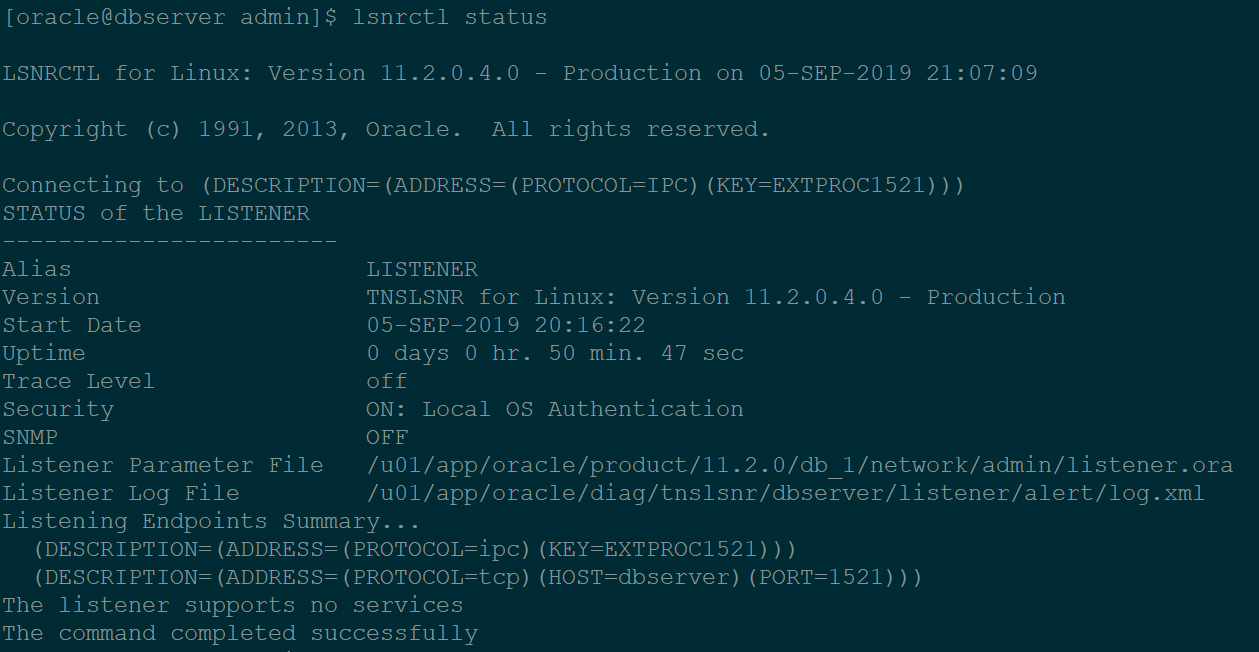 [oracle@dbserver admin]$ lsnrctl status
LSNRCTL for Linux: Version 11.2.0.4.0 - Production on 05-SEP-2019 21:07:09
Copyright (c) 1991, 2013, Oracle.  All rights reserved.
Connecting to (DESCRIPTION=(ADDRESS=(PROTOCOL=IPC)(KEY=EXTPROC1521)))
STATUS of the LISTENER
------------------------
Alias                     LISTENER
Version                   TNSLSNR for Linux: Version 11.2.0.4.0 - Production
Start Date                05-SEP-2019 20:16:22
Uptime                    0 days 0 hr. 50 min. 47 sec
Trace Level               off
Security                  ON: Local OS Authentication
SNMP                      OFF
Listener Parameter File   /u01/app/oracle/product/11.2.0/db_1/network/admin/listener.ora
Listener Log File         /u01/app/oracle/diag/tnslsnr/dbserver/listener/alert/log.xml
Listening Endpoints Summary...
  (DESCRIPTION=(ADDRESS=(PROTOCOL=ipc)(KEY=EXTPROC1521)))
  (DESCRIPTION=(ADDRESS=(PROTOCOL=tcp)(HOST=dbserver)(PORT=1521)))
The listener supports no services
The command completed successfully